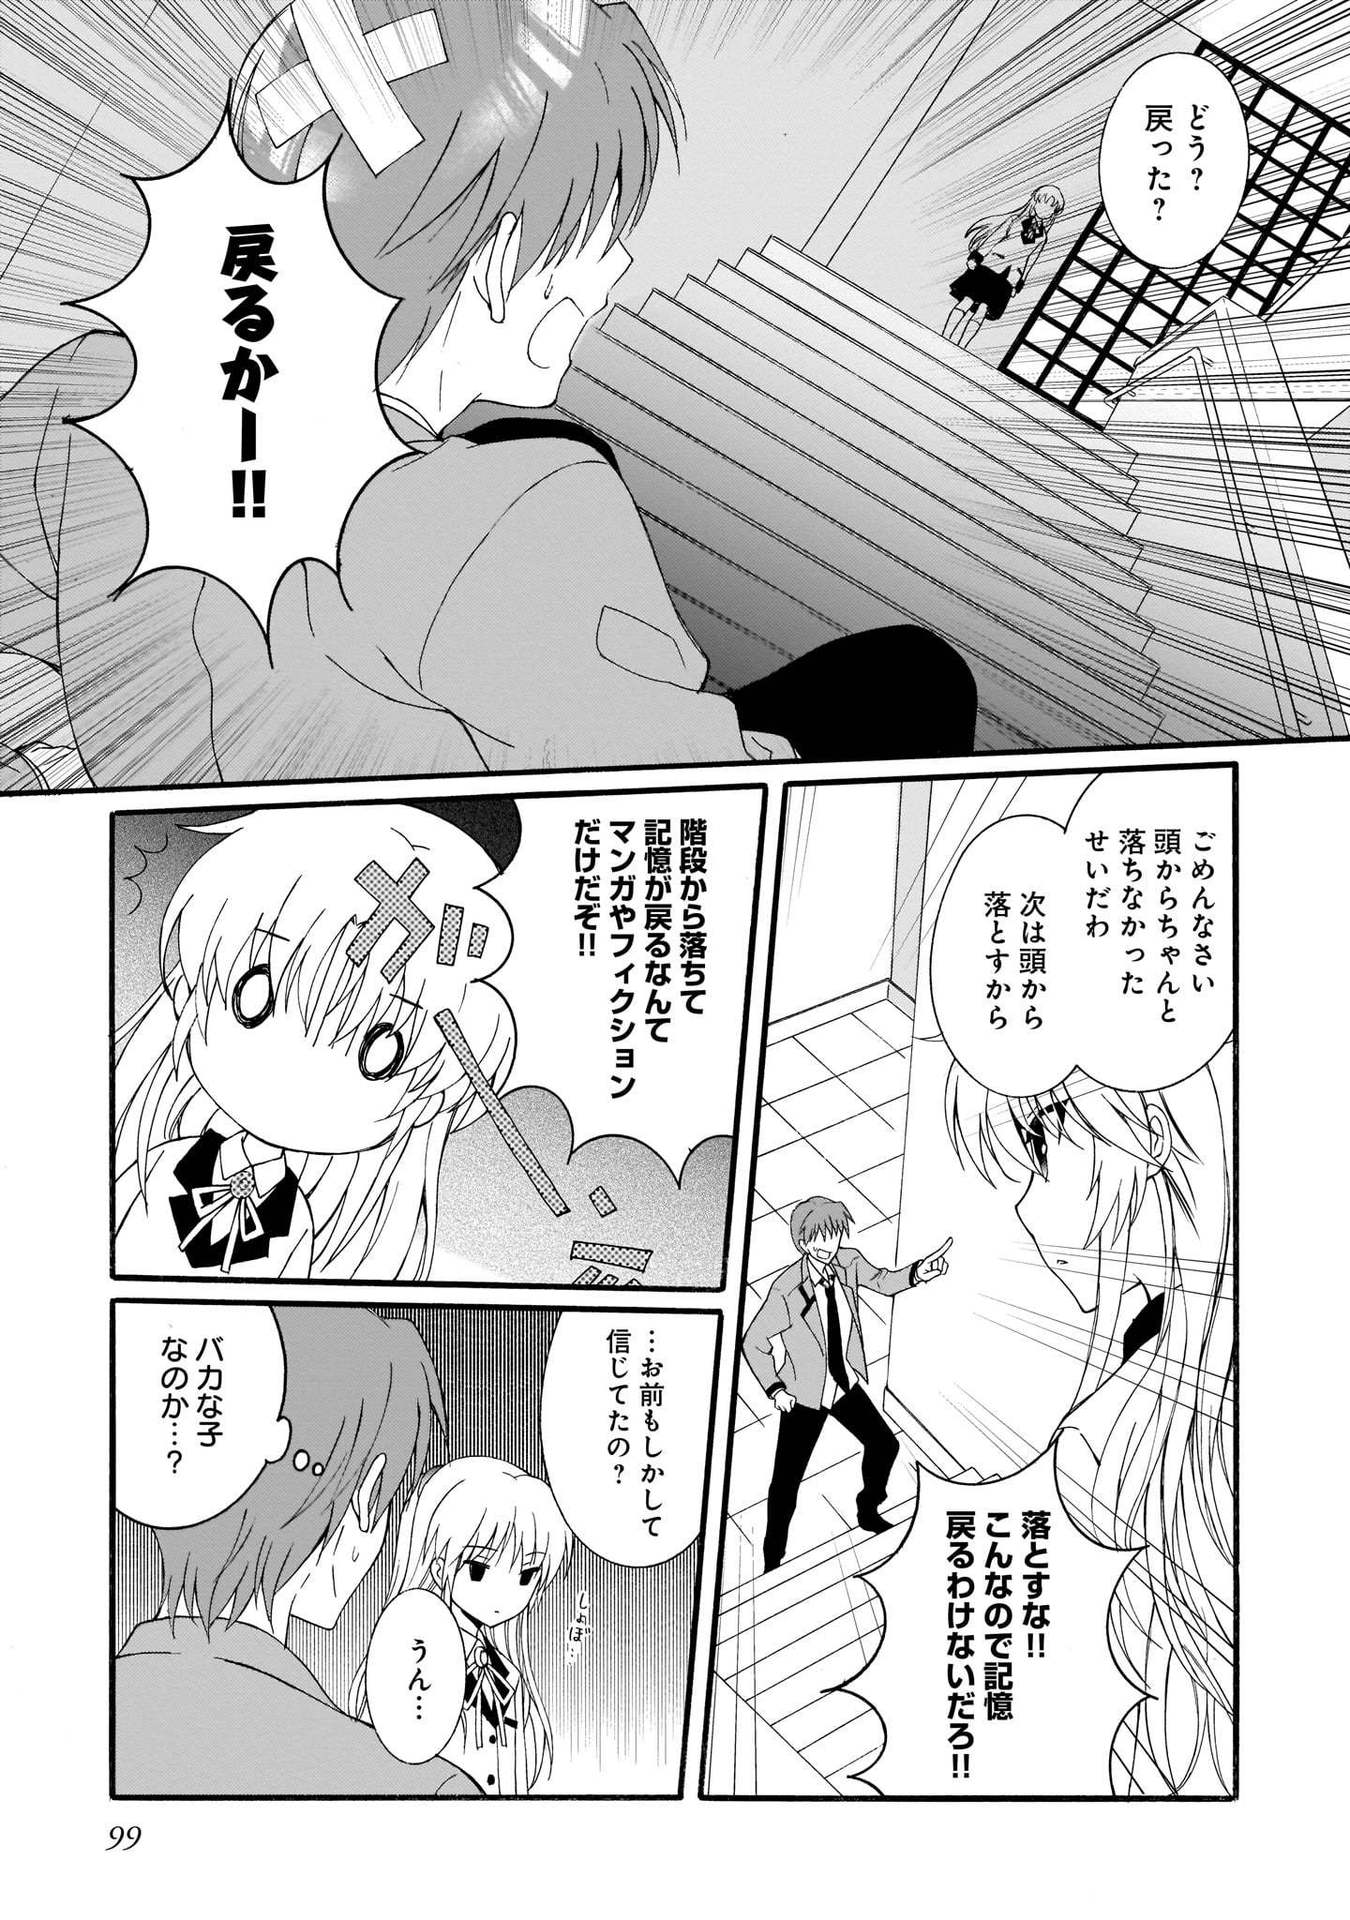 どう？
戻った？
戻るかー!!
ごめんなさい
頭からちゃんと
落ちなかった
せいだわ
次は頭から
落とすから
落とすな!!
こんなので記憶
戻るわけないだろ!!
階段から落ちて
記憶が戻るなんて
マンガやフィクション
だけだぞ!!
メガーーン
…お前もしかして
信じてたの？
しょぼ…
うん…
バカな子
なのか…？
99